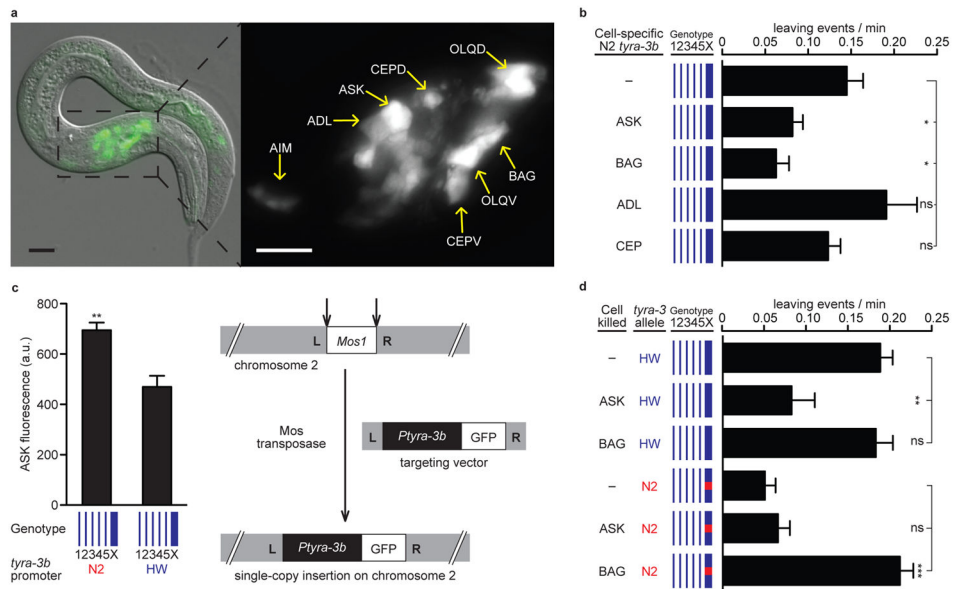 a
OLQD
CEPD
ASK
ADL
AIM
BAG
OLQV
CEPV
b
leaving events / min
Cell-specific
N2 tyra-3b
Genotype
12345X
0 0.05 0.10 0.15 0.20 0.25
–
ASK *
BAG *
ADL ns
CEP ns
c
800
600
400
200
0
ASK fluorescence (a.u.)
**
Genotype
12345X 12345X
tyra-3b
promoter
N2 HW
L Mos1 R
chromosome 2
Mos
transposase
L Ptyra-3b GFP R
targeting vector
L Ptyra-3b GFP R
single-copy insertion on chromosome 2
d
leaving events / min
Cell
killed
tyra-3
allele
Genotype
12345X
0 0.05 0.10 0.15 0.20 0.25
– HW
ASK HW **
BAG HW ns
– N2
ASK N2 ns
BAG N2 ***